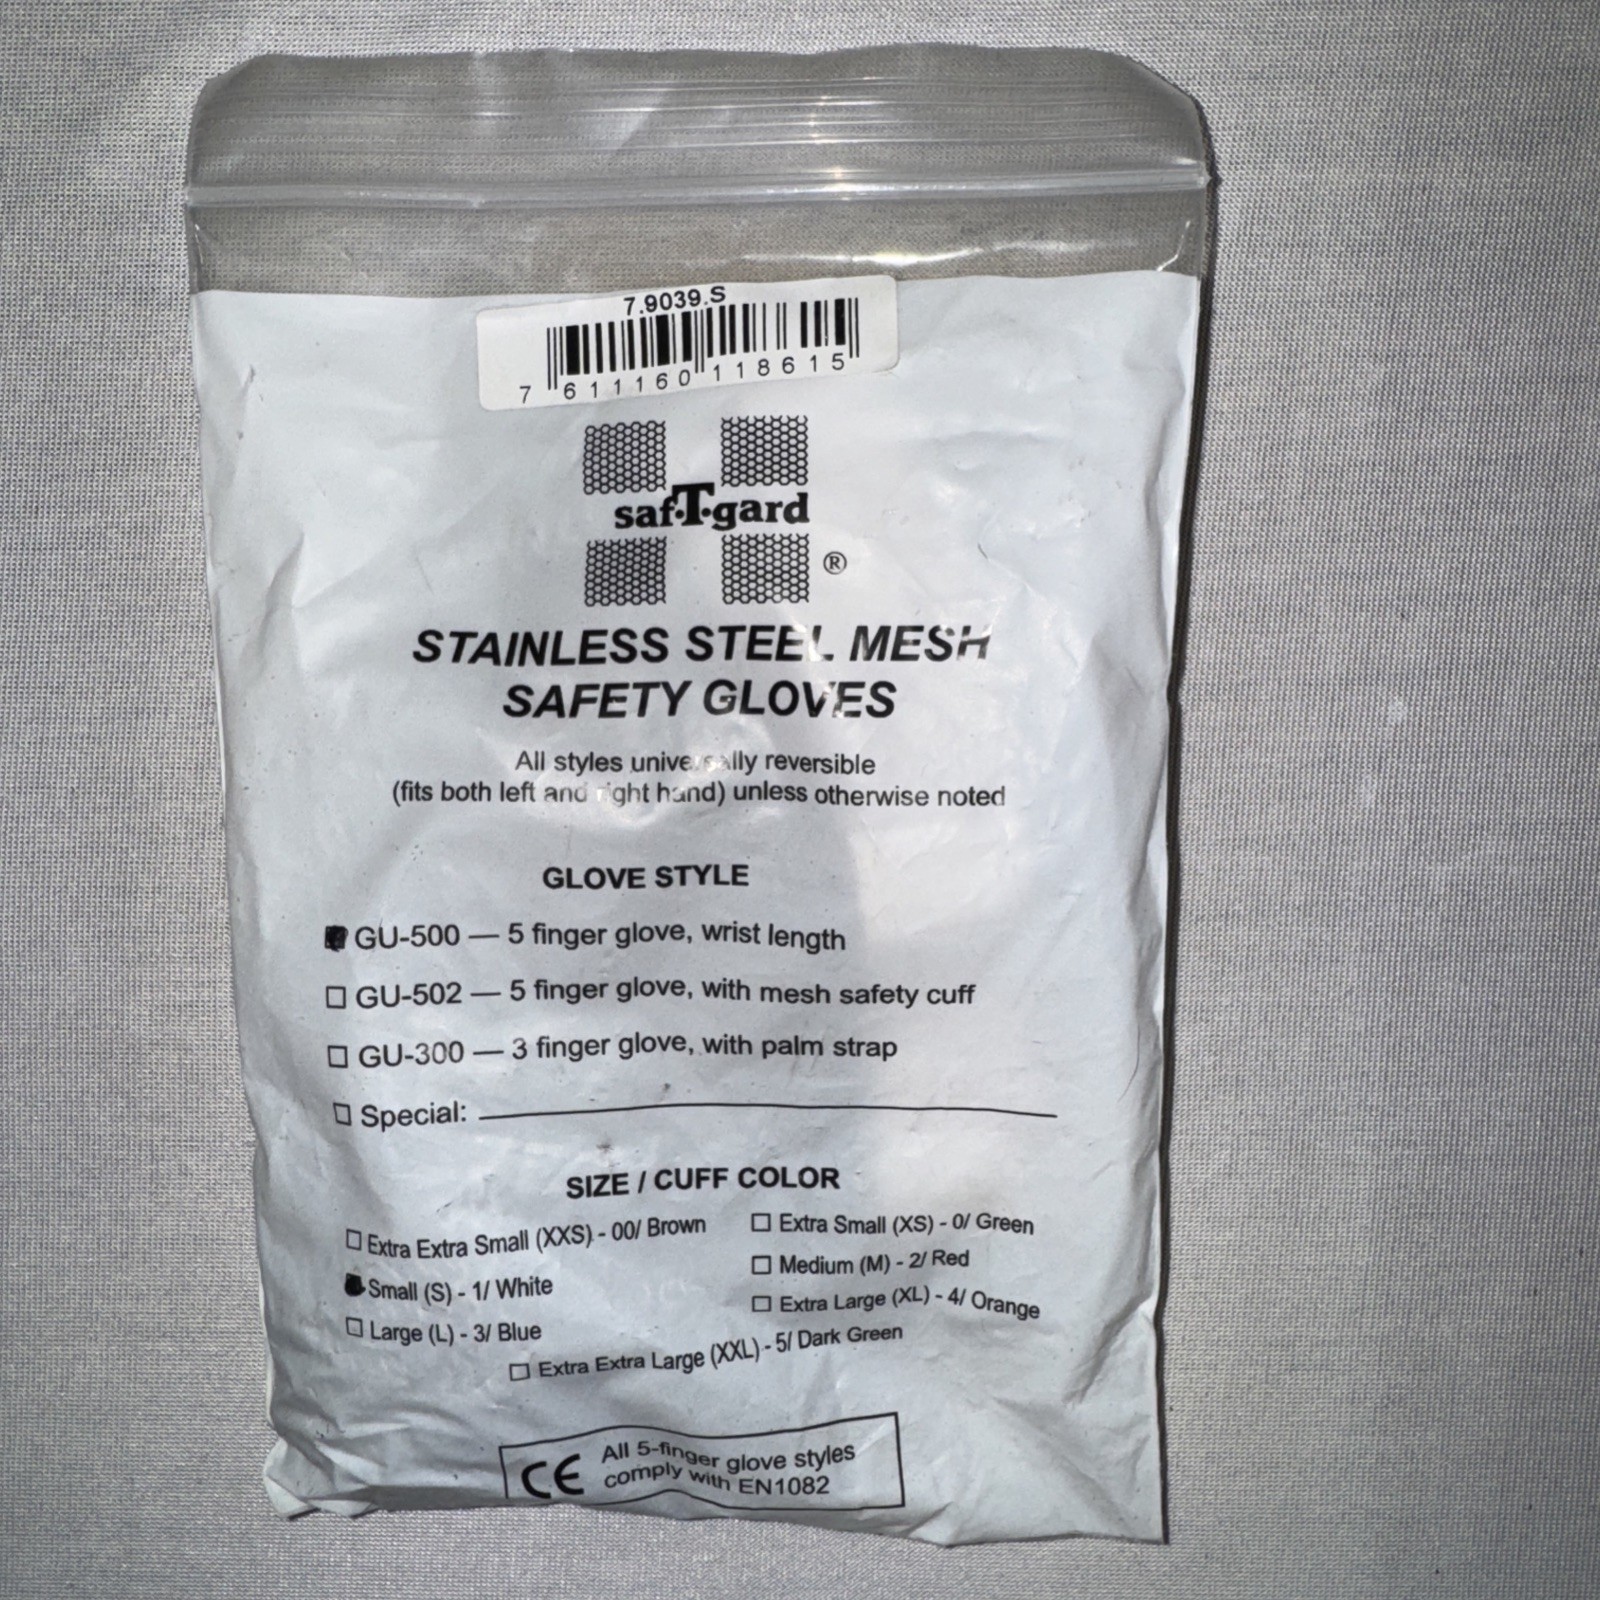 7.9039.S
7 611160 118615
saf·T·gard
®
STAINLESS STEEL MESH
SAFETY GLOVES
All styles universally reversible
(fits both left and right hand) unless otherwise noted
GLOVE STYLE
GU-500 — 5 finger glove, wrist length
GU-502 — 5 finger glove, with mesh safety cuff
GU-300 — 3 finger glove, with palm strap
Special:
SIZE / CUFF COLOR
Extra Extra Small (XXS) - 00/ Brown
Extra Small (XS) - 0/ Green
Small (S) - 1/ White
Medium (M) - 2/ Red
Large (L) - 3/ Blue
Extra Large (XL) - 4/ Orange
Extra Extra Large (XXL) - 5/ Dark Green
CE
All 5-finger glove styles
comply with EN1082